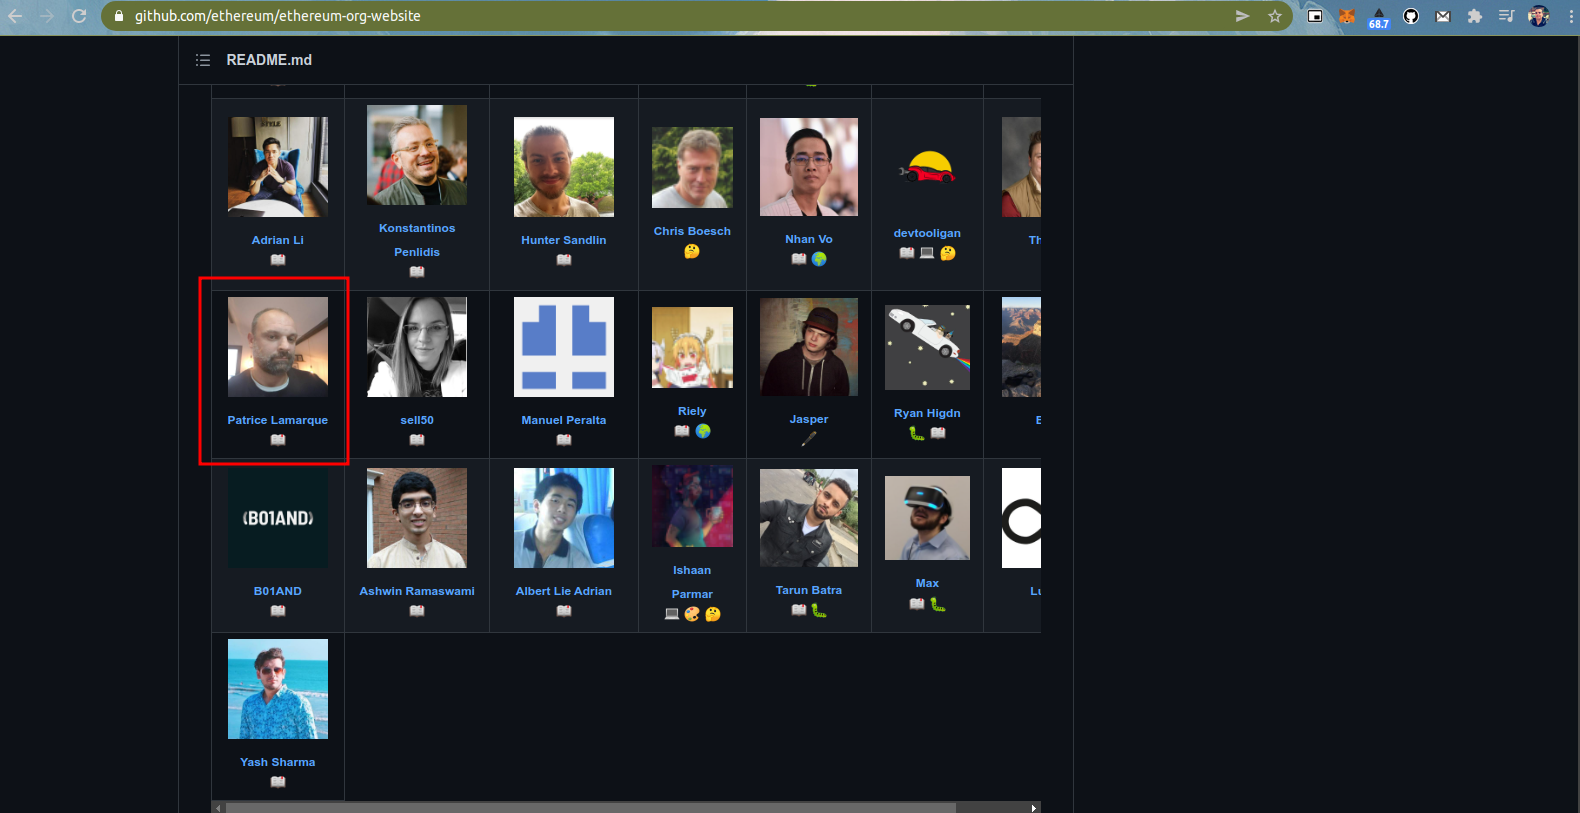 github.com/ethereum/ethereum-org-website
68.7
README.md
STYLE
Adrian Li
Konstantinos
Penlidis
Hunter Sandlin
Chris Boesch
Nhan Vo
devtooligan
Th
Patrice Lamarque
sell50
Manuel Peralta
Riely
Jasper
Ryan Higdn
E
(B01AND)
B01AND
Ashwin Ramaswami
Albert Lie Adrian
Ishaan
Parmar
Tarun Batra
Max
Lu
Yash Sharma